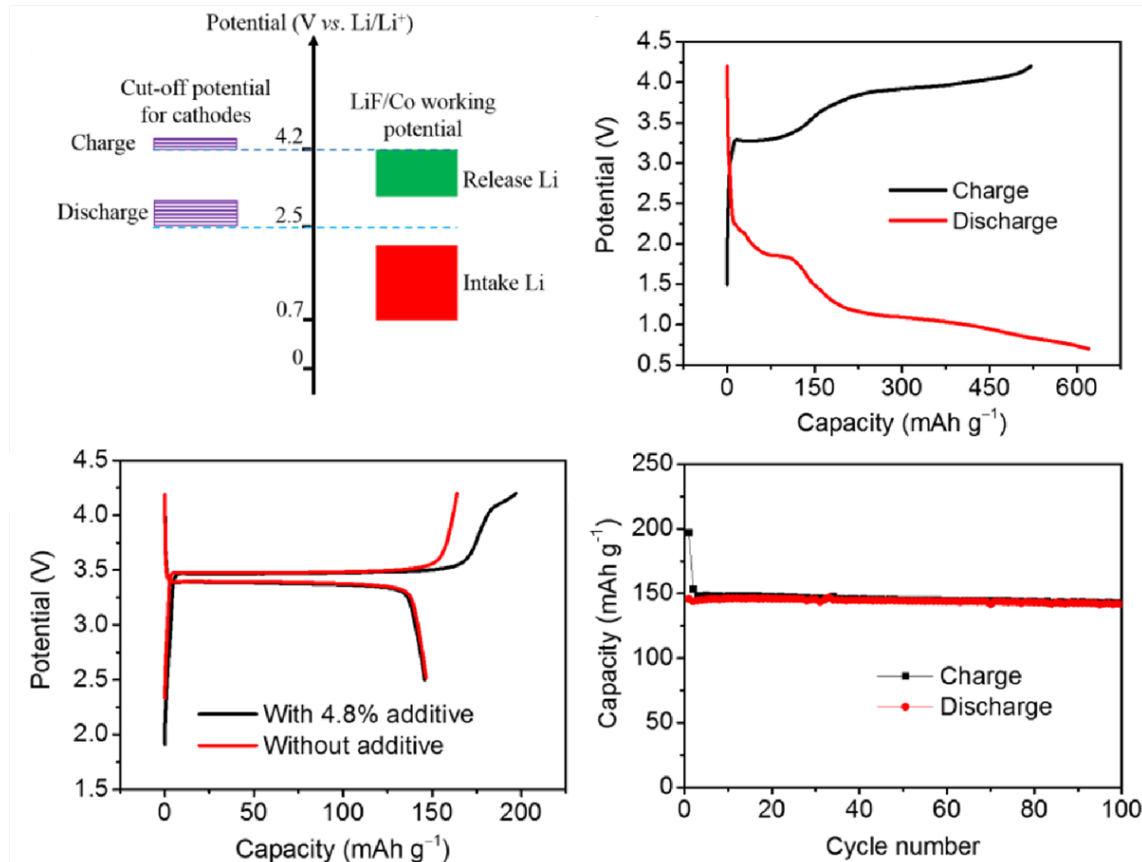 Potential (V vs. Li/Li⁺)
Cut-off potential
for cathodes
Charge
Discharge
4.2
2.5
0.7
0
LiF/Co working
potential
Release Li
Intake Li
Potential (V)
4.5
4.0
3.5
3.0
2.5
2.0
1.5
1.0
0.5
Charge
Discharge
0 150 300 450 600
Capacity (mAh g⁻¹)
Potential (V)
4.5
4.0
3.5
3.0
2.5
2.0
1.5
With 4.8% additive
Without additive
0 50 100 150 200
Capacity (mAh g⁻¹)
Capacity (mAh g⁻¹)
250
200
150
100
50
0
Charge
Discharge
0 20 40 60 80 100
Cycle number